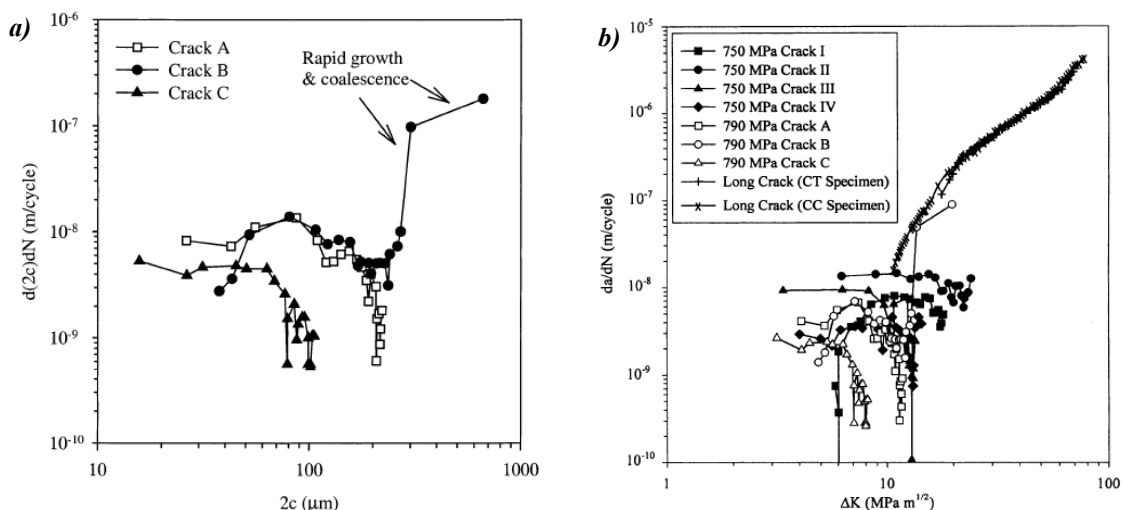 a)
10⁻⁶
10⁻⁷
10⁻⁸
10⁻⁹
10⁻¹⁰
d(2c)dN (m/cycle)
Crack A
Crack B
Crack C
Rapid growth
& coalescence
10
100
1000
2c (μm)
b)
10⁻⁵
10⁻⁶
10⁻⁷
10⁻⁸
10⁻⁹
10⁻¹⁰
da/dN (m/cycle)
750 MPa Crack I
750 MPa Crack II
750 MPa Crack III
750 MPa Crack IV
790 MPa Crack A
790 MPa Crack B
790 MPa Crack C
Long Crack (CT Specimen)
Long Crack (CC Specimen)
1
10
100
ΔK (MPa m¹ᐟ²)